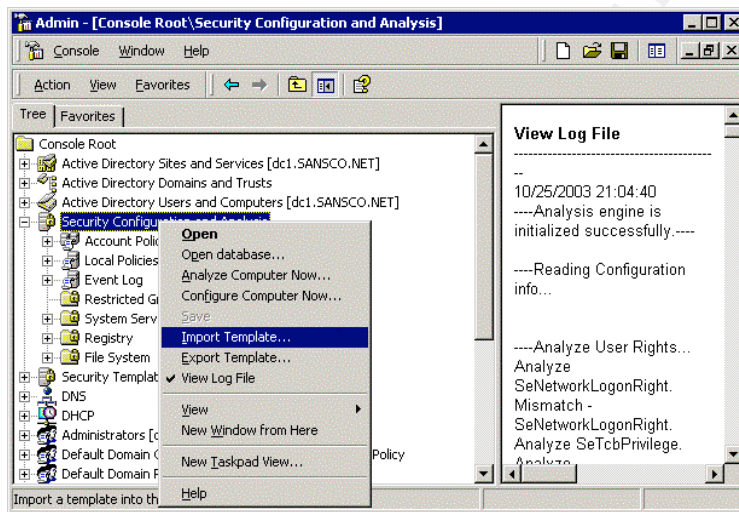 Admin - [Console Root\Security Configuration and Analysis]
Console Window Help
Action View Favorites
Tree Favorites
Console Root
Active Directory Sites and Services [dc1.SANSCO.NET]
Active Directory Domains and Trusts
Active Directory Users and Computers [dc1.SANSCO.NET]
Security Configuration and Analysis
Account Polic
Local Policies
Event Log
Restricted Gr
System Serv
Registry
File System
Security Templat
DNS
DHCP
Administrators [d
Default Domain C Policy
Default Domain P
Import a template into th
Open
Open database...
Analyze Computer Now...
Configure Computer Now...
Save
Import Template...
Export Template...
View Log File
View
New Window from Here
New Taskpad View...
Help
View Log File
----------------------------------------
--
10/25/2003 21:04:40
----Analysis engine is
initialized successfully.----
----Reading Configuration
info...
----Analyze User Rights...
Analyze
SeNetworkLogonRight.
Mismatch -
SeNetworkLogonRight.
Analyze SeTcbPrivilege.
Analyze